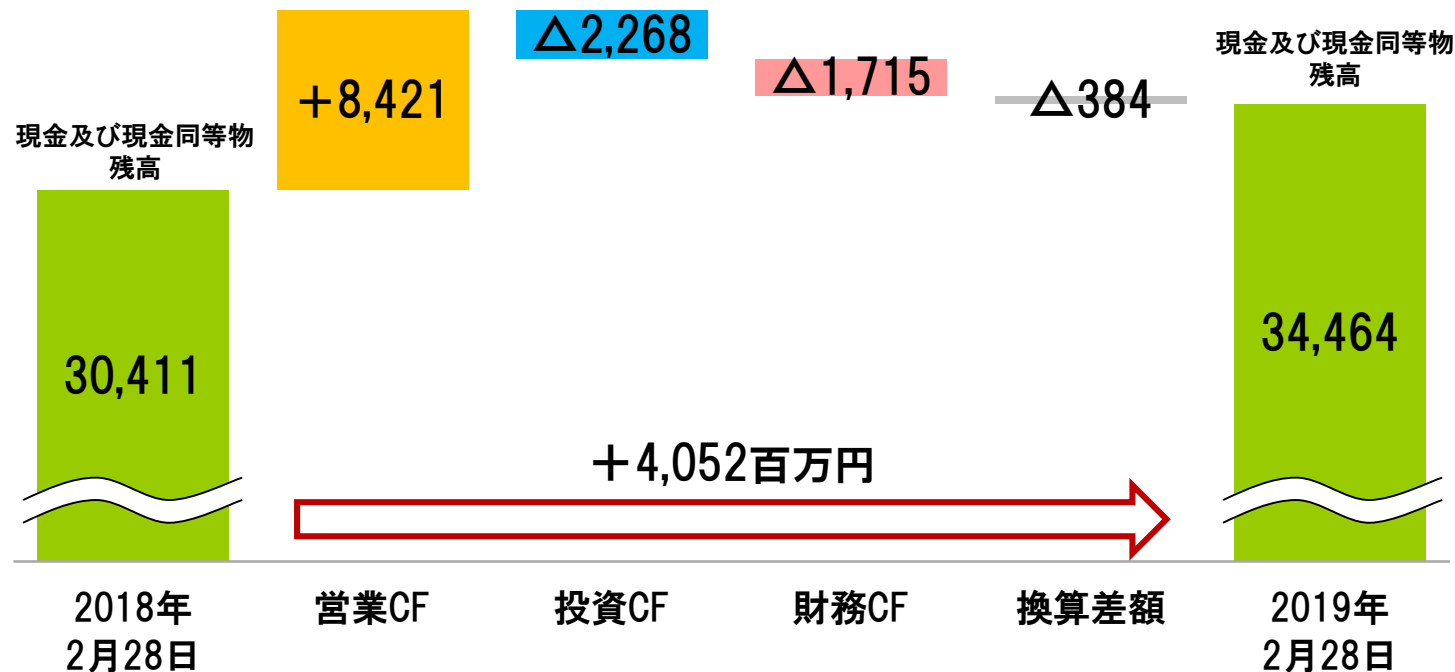 現金及び現金同等物
残高
30,411
+8,421
△2,268
△1,715
△384
現金及び現金同等物
残高
34,464
+4,052百万円
2018年
2月28日
営業CF
投資CF
財務CF
換算差額
2019年
2月28日